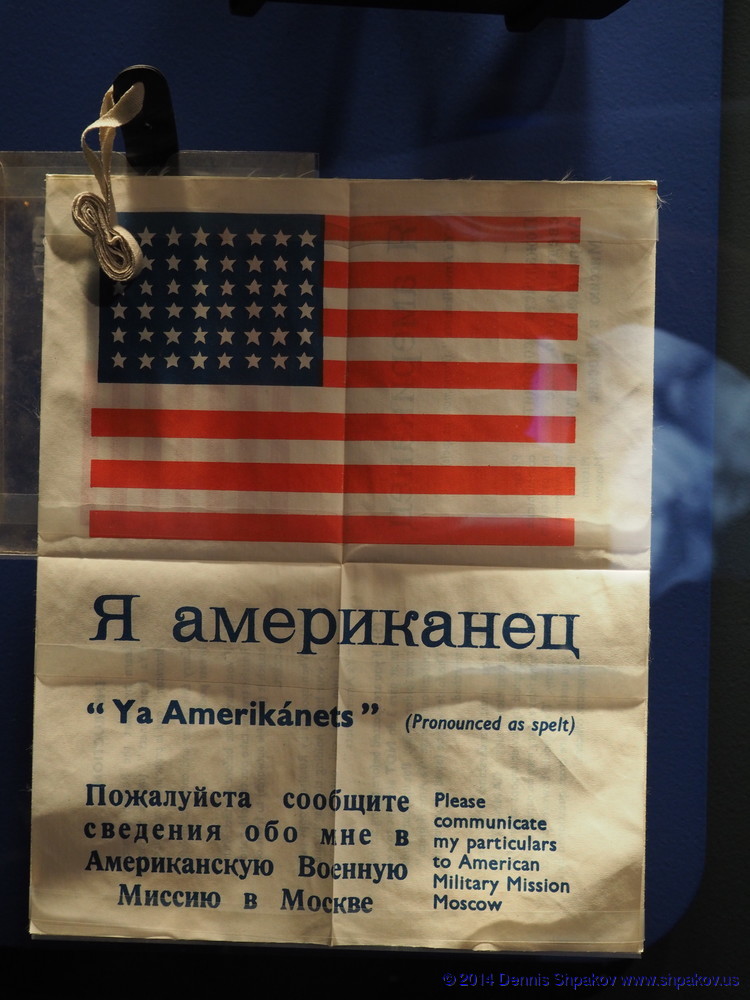 Я американец
“ Ya Amerikánets ” (Pronounced as spelt)
Пожалуйста сообщите
сведения обо мне в
Американскую Военную
Миссию в Москве
Please
communicate
my particulars
to American
Military Mission
Moscow
© 2014 Dennis Shpakov www.shpakov.us